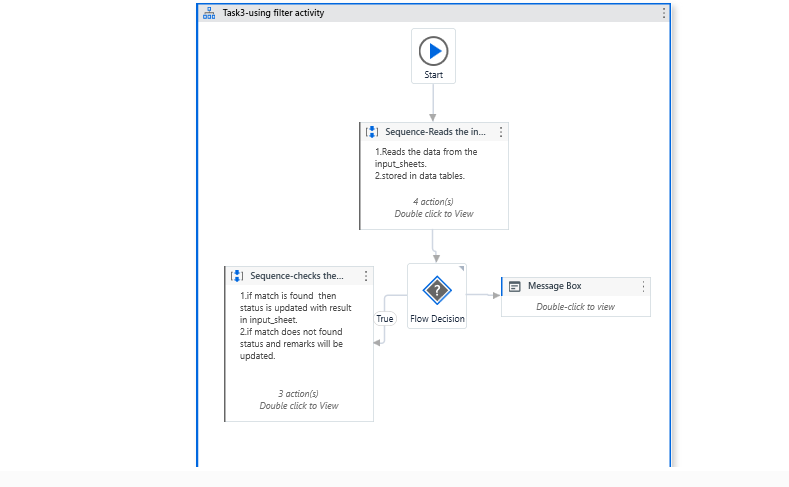 Task3-using filter activity
Start
Sequence-Reads the in...
1.Reads the data from the
input_sheets.
2.stored in data tables.
4 action(s)
Double click to View
Sequence-checks the...
1.if match is found  then
status is updated with result
in input_sheet.
2.if match does not found
status and remarks will be
updated.
3 action(s)
Double click to View
True
?
Flow Decision
Message Box
Double-click to view